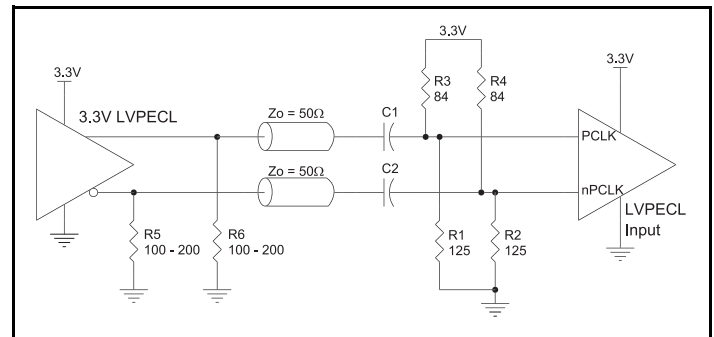 3.3V
3.3V LVPECL
R5
100 - 200
R6
100 - 200
Zo = 50Ω
Zo = 50Ω
C1
C2
3.3V
R3
84
R4
84
R1
125
R2
125
3.3V
PCLK
nPCLK
LVPECL
Input